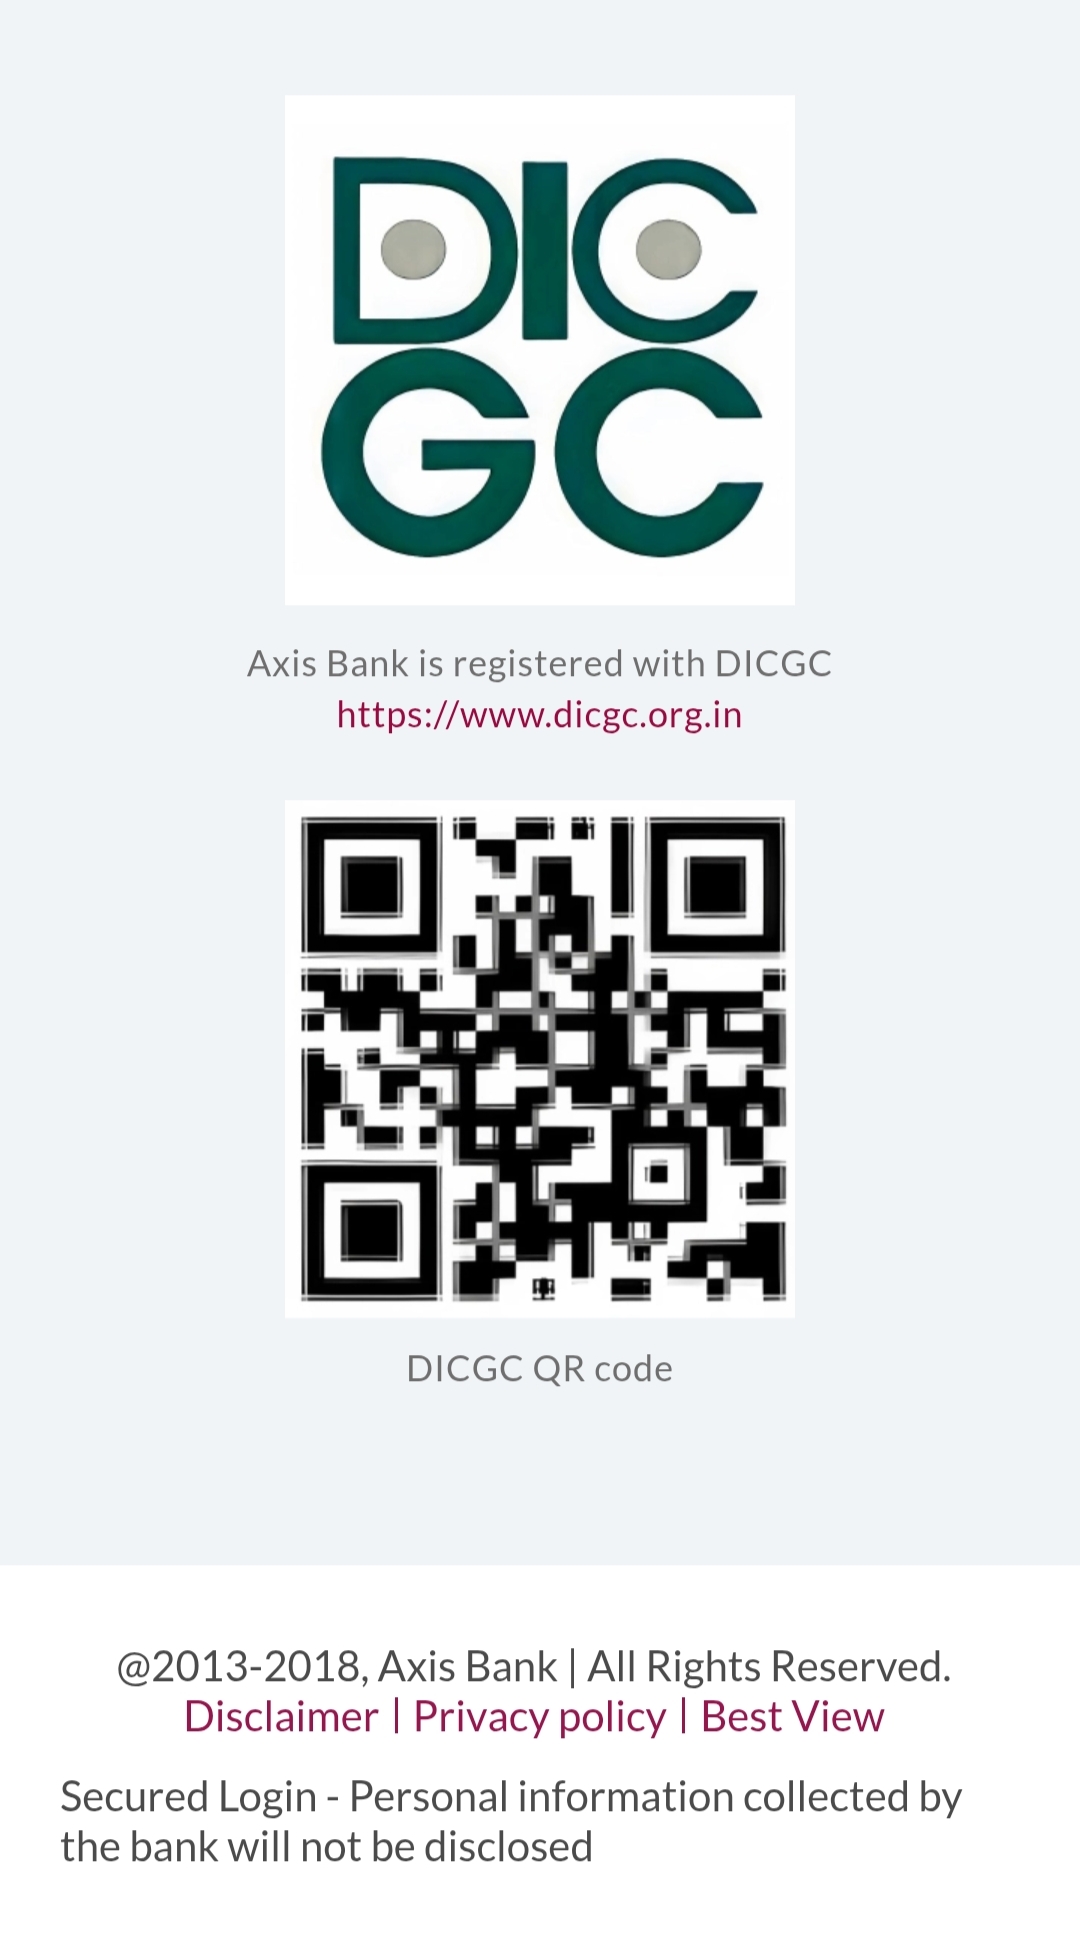 DIC
GC
Axis Bank is registered with DICGC
https://www.dicgc.org.in
DICGC QR code
@2013-2018, Axis Bank | All Rights Reserved.
Disclaimer | Privacy policy | Best View
Secured Login - Personal information collected by
the bank will not be disclosed